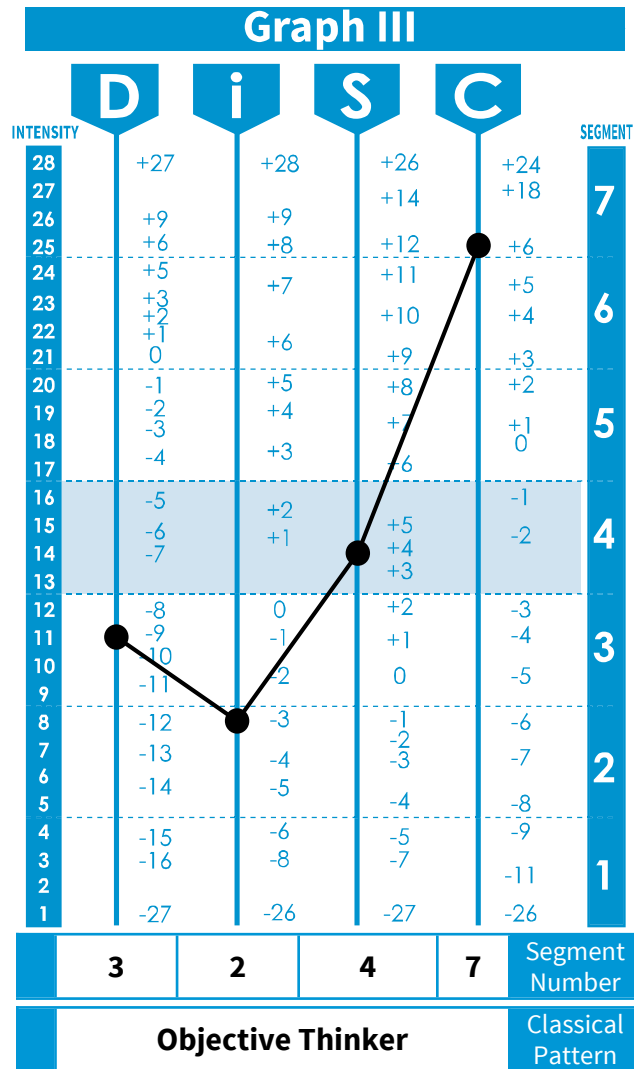 Graph III
D i S C
INTENSITY SEGMENT
28 +27 +28 +26 +24
27 +14 +18 7
26 +9 +9
25 +6 +8 +12 +6
24 +5 +7 +11 +5
23 +3 6
+2 +10 +4
22 +1 +6
21 0 +9 +3
20 -1 +5 +8 +2
19 -2 +4 +7 +1 5
18 -3 +3 0
17 -4 +6
16 -5 +2 -1
15 -6 +1 +5 -2 4
14 -7 +4
13 +3
12 -8 0 +2 -3
11 -9 -1 +1 -4 3
10 -10 -2 0 -5
9 -11
8 -12 -3 -1 -6
-2
7 -13 -4 -3 -7 2
6 -14 -5
5 -4 -8
4 -15 -6 -5 -9
3 -16 -8 -7
2 -11 1
1 -27 -26 -27 -26
3 2 4 7 Segment
Number
Objective Thinker Classical
Pattern